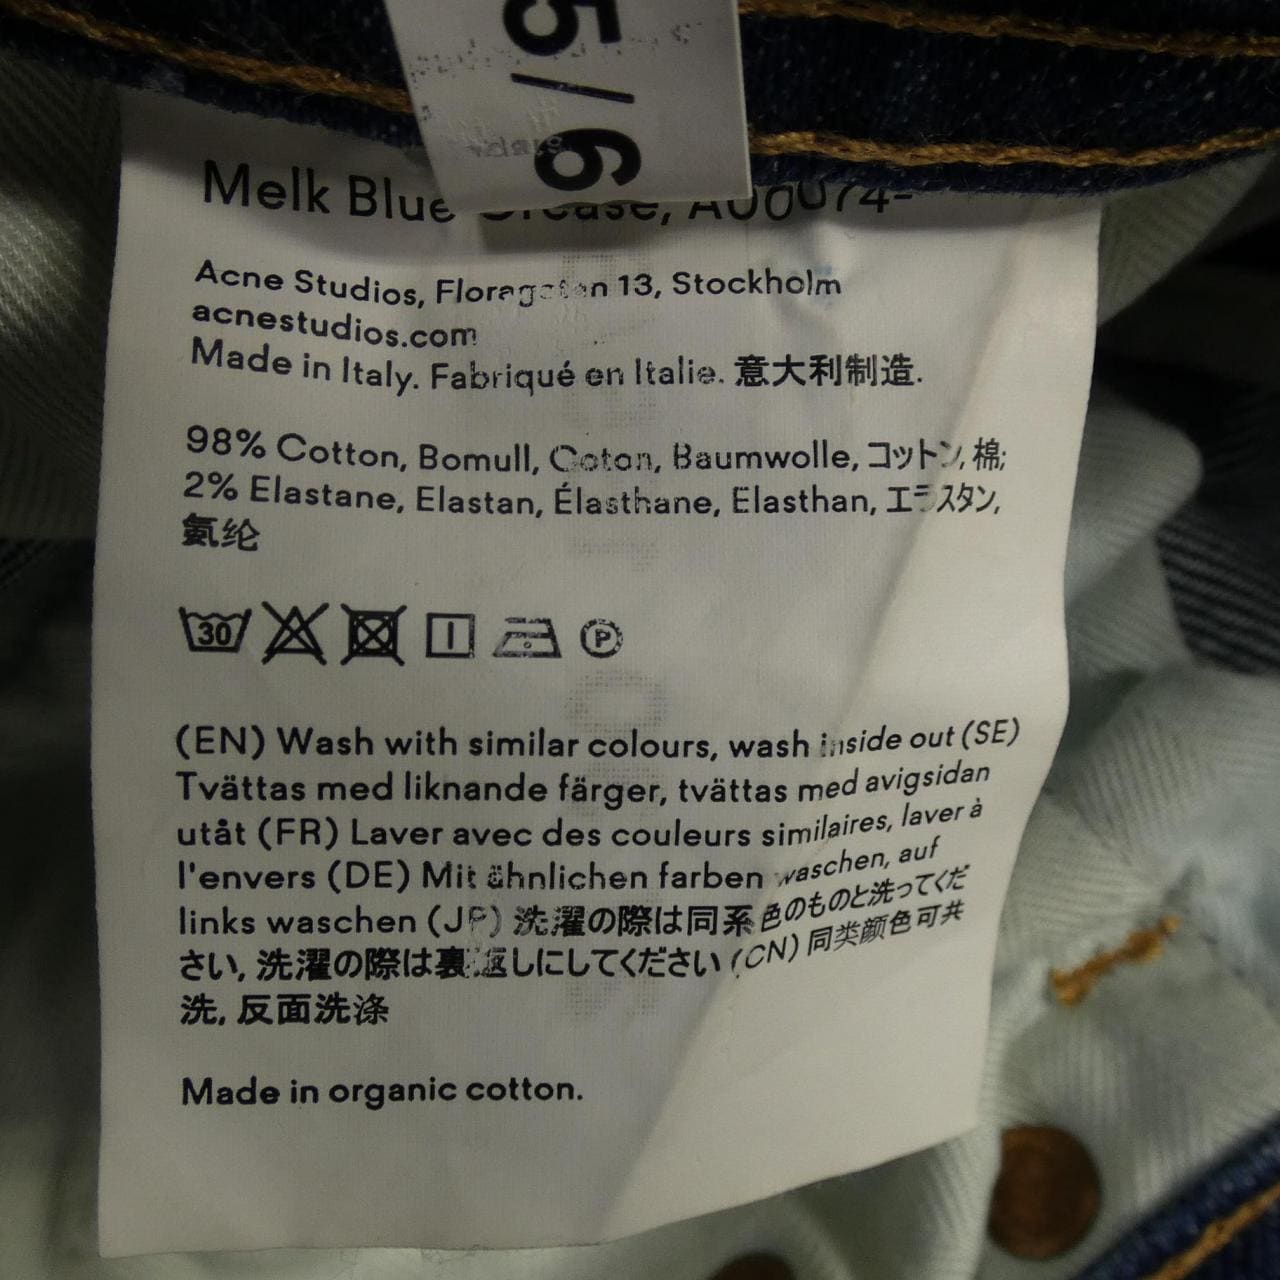 5/6
Melk Blue Crease, A00074-
Acne Studios, Floragatan 13, Stockholm
acnestudios.com
Made in Italy. Fabriqué en Italie. 意大利制造.
98% Cotton, Bomull, Coton, Baumwolle, コットン, 棉;
2% Elastane, Elastan, Élasthane, Elasthan, エラスタン,
氨纶
30 P
(EN) Wash with similar colours, wash inside out (SE)
Tvättas med liknande färger, tvättas med avigsidan
utåt (FR) Laver avec des couleurs similaires, laver à
l'envers (DE) Mit ähnlichen farben waschen, auf
links waschen (JP) 洗濯の際は同系色のものと洗ってくだ
さい, 洗濯の際は裏返しにしてください (CN) 同类颜色可共
洗, 反面洗涤
Made in organic cotton.